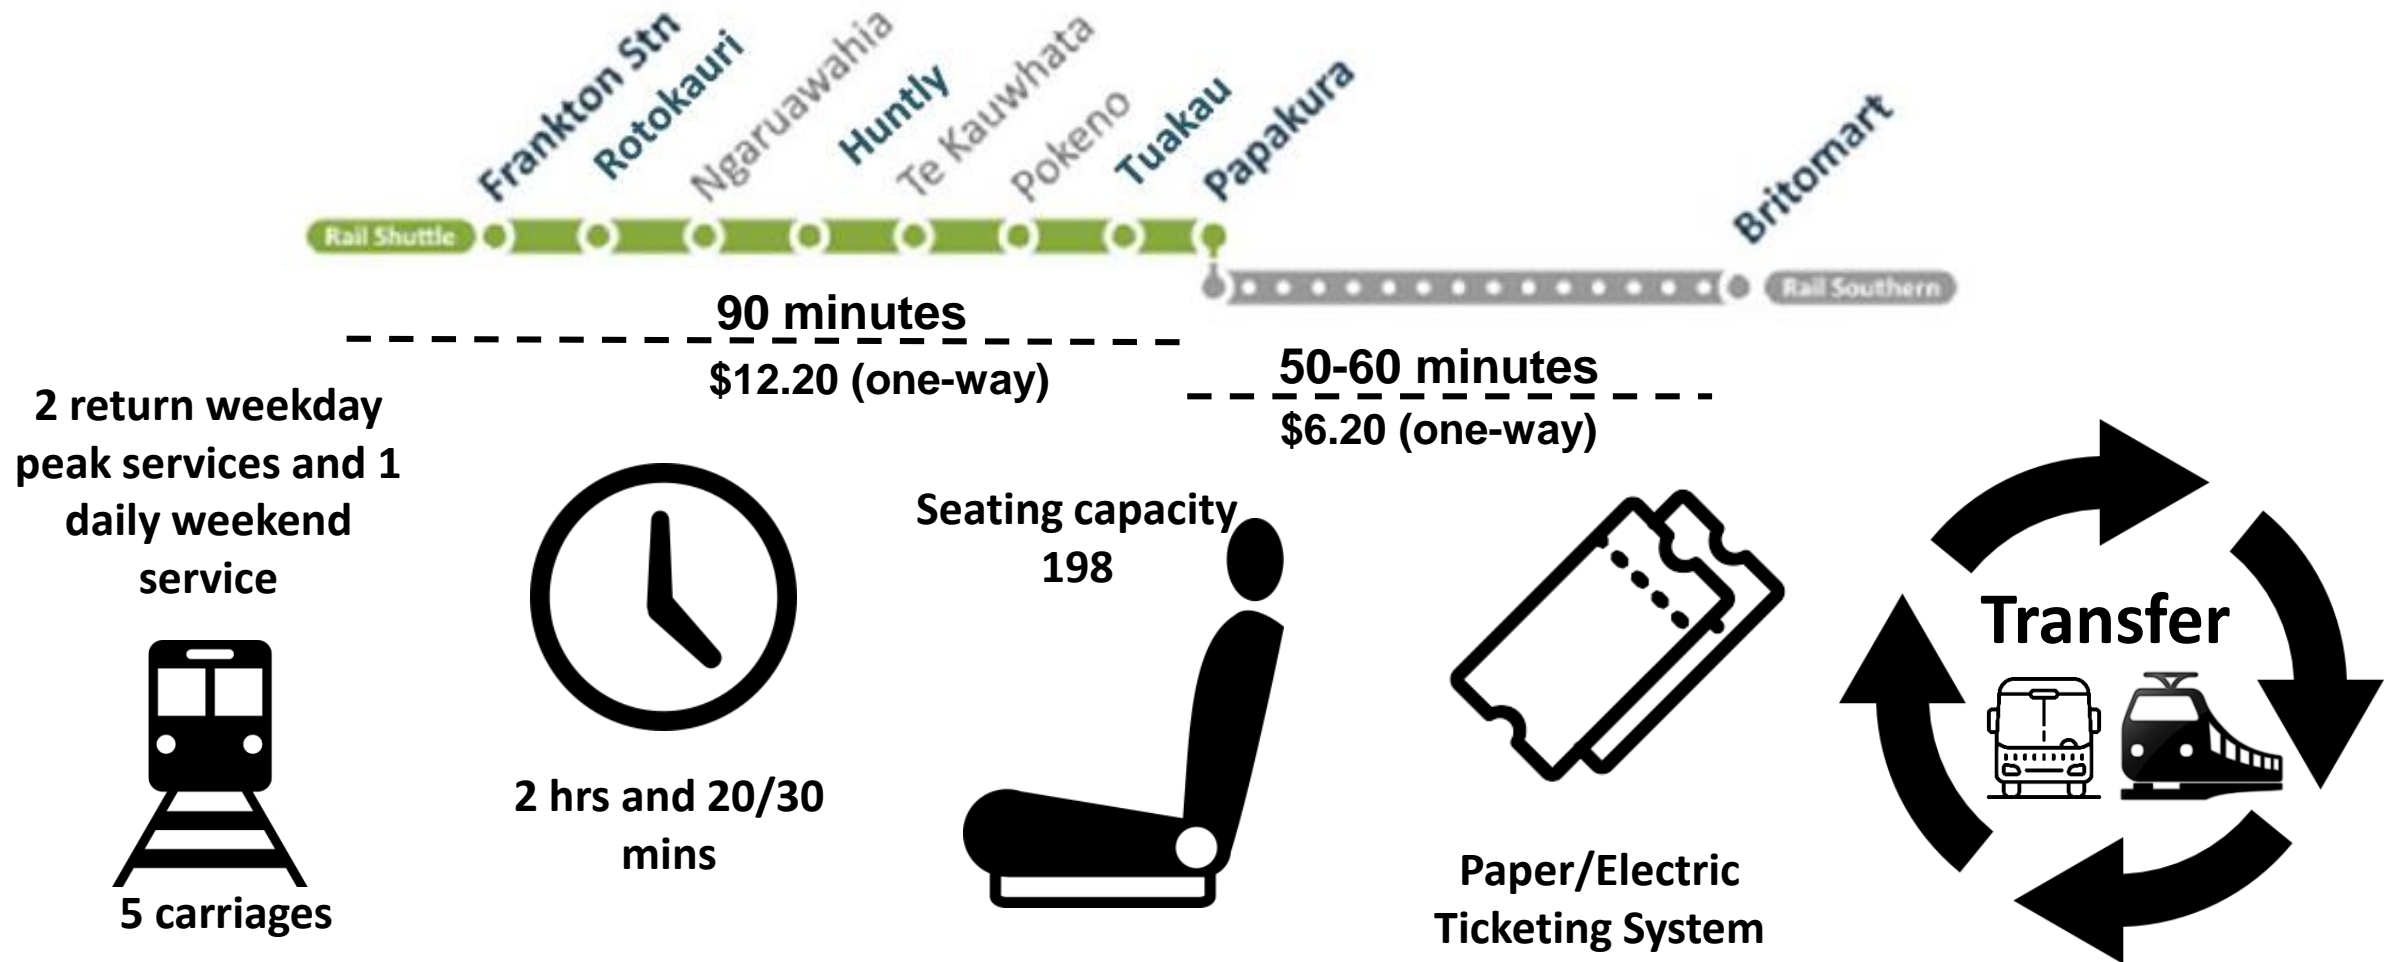 Frankton Stn
Rotokauri
Ngaruawahia
Huntly
Te Kauwhata
Pokeno
Tuakau
Papakura
Britomart
Rail Shuttle
Rail Southern
90 minutes
$12.20 (one-way)
50-60 minutes
$6.20 (one-way)
2 return weekday
peak services and 1
daily weekend
service
5 carriages
2 hrs and 20/30
mins
Seating capacity
198
Paper/Electric
Ticketing System
Transfer